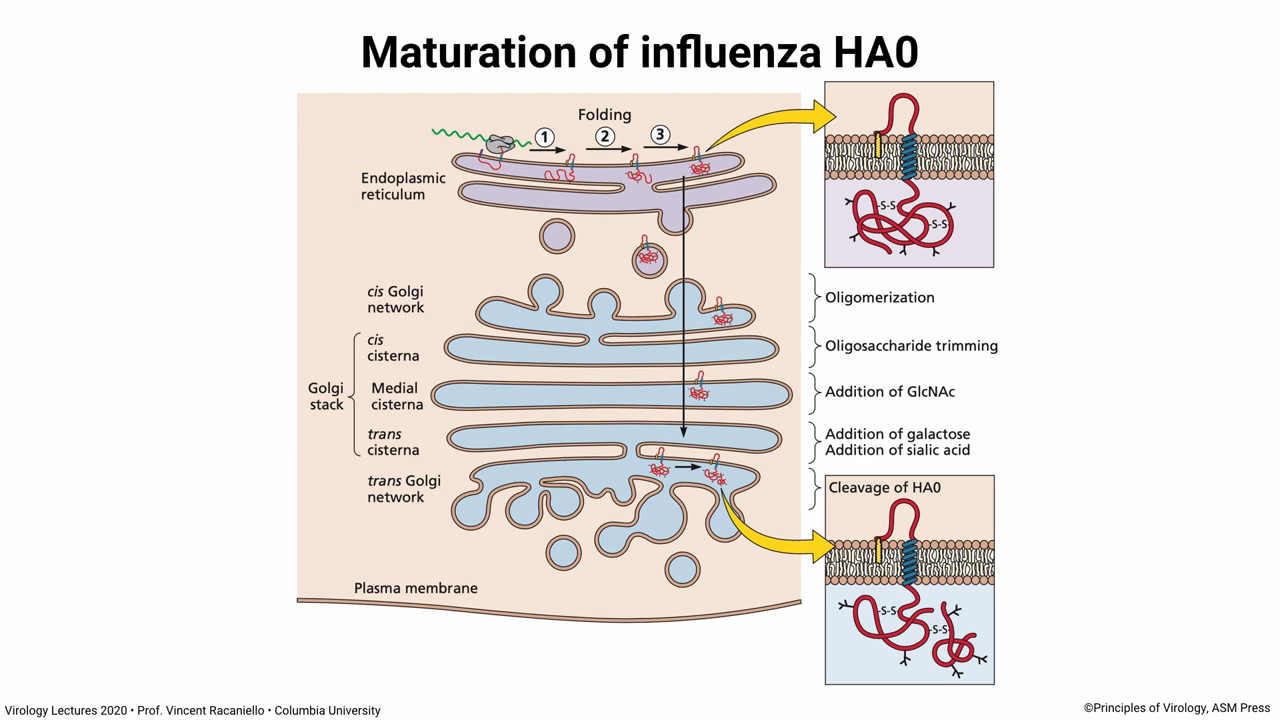 Maturation of influenza HA0
Folding
1
2
3
Endoplasmic
reticulum
-S-S-
-S-S-
cis Golgi
network
Oligomerization
cis
cisterna
Oligosaccharide trimming
Golgi
stack
Medial
cisterna
Addition of GlcNAc
trans
cisterna
Addition of galactose
Addition of sialic acid
trans Golgi
network
Cleavage of HA0
-S-S-
-S-S-
Plasma membrane
Virology Lectures 2020 • Prof. Vincent Racaniello • Columbia University
©Principles of Virology, ASM Press